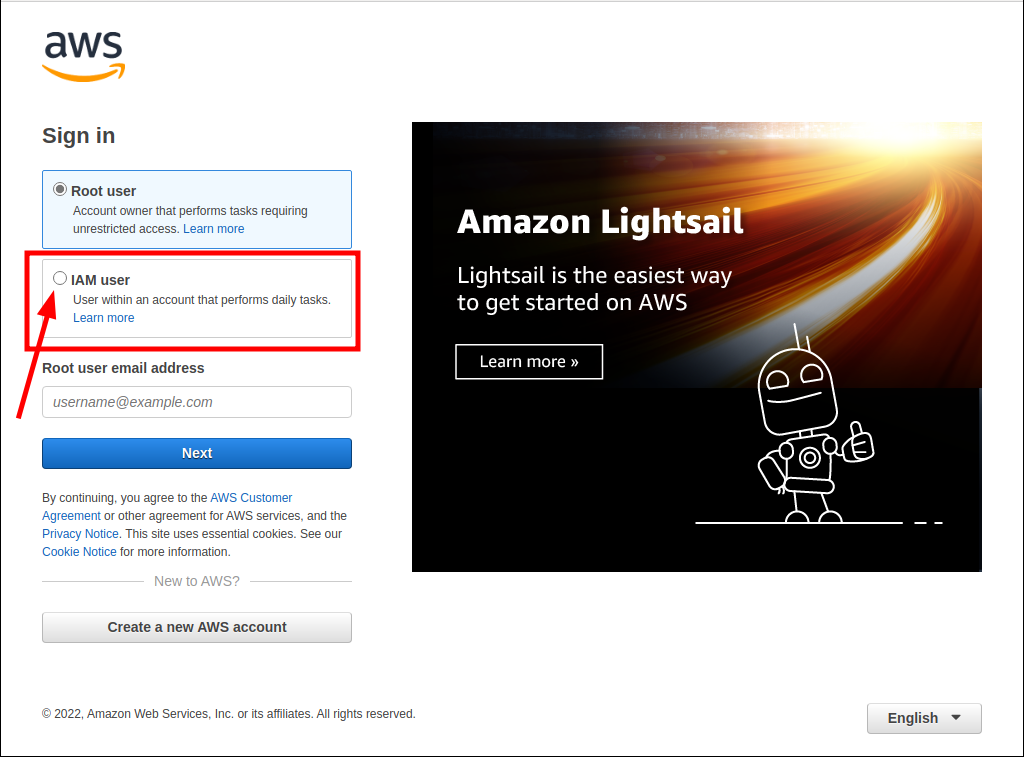 aws
Sign in
Root user
Account owner that performs tasks requiring
unrestricted access. Learn more
IAM user
User within an account that performs daily tasks.
Learn more
Root user email address
username@example.com
Next
By continuing, you agree to the AWS Customer
Agreement or other agreement for AWS services, and the
Privacy Notice. This site uses essential cookies. See our
Cookie Notice for more information.
New to AWS?
Create a new AWS account
Amazon Lightsail
Lightsail is the easiest way
to get started on AWS
Learn more »
© 2022, Amazon Web Services, Inc. or its affiliates. All rights reserved.
English